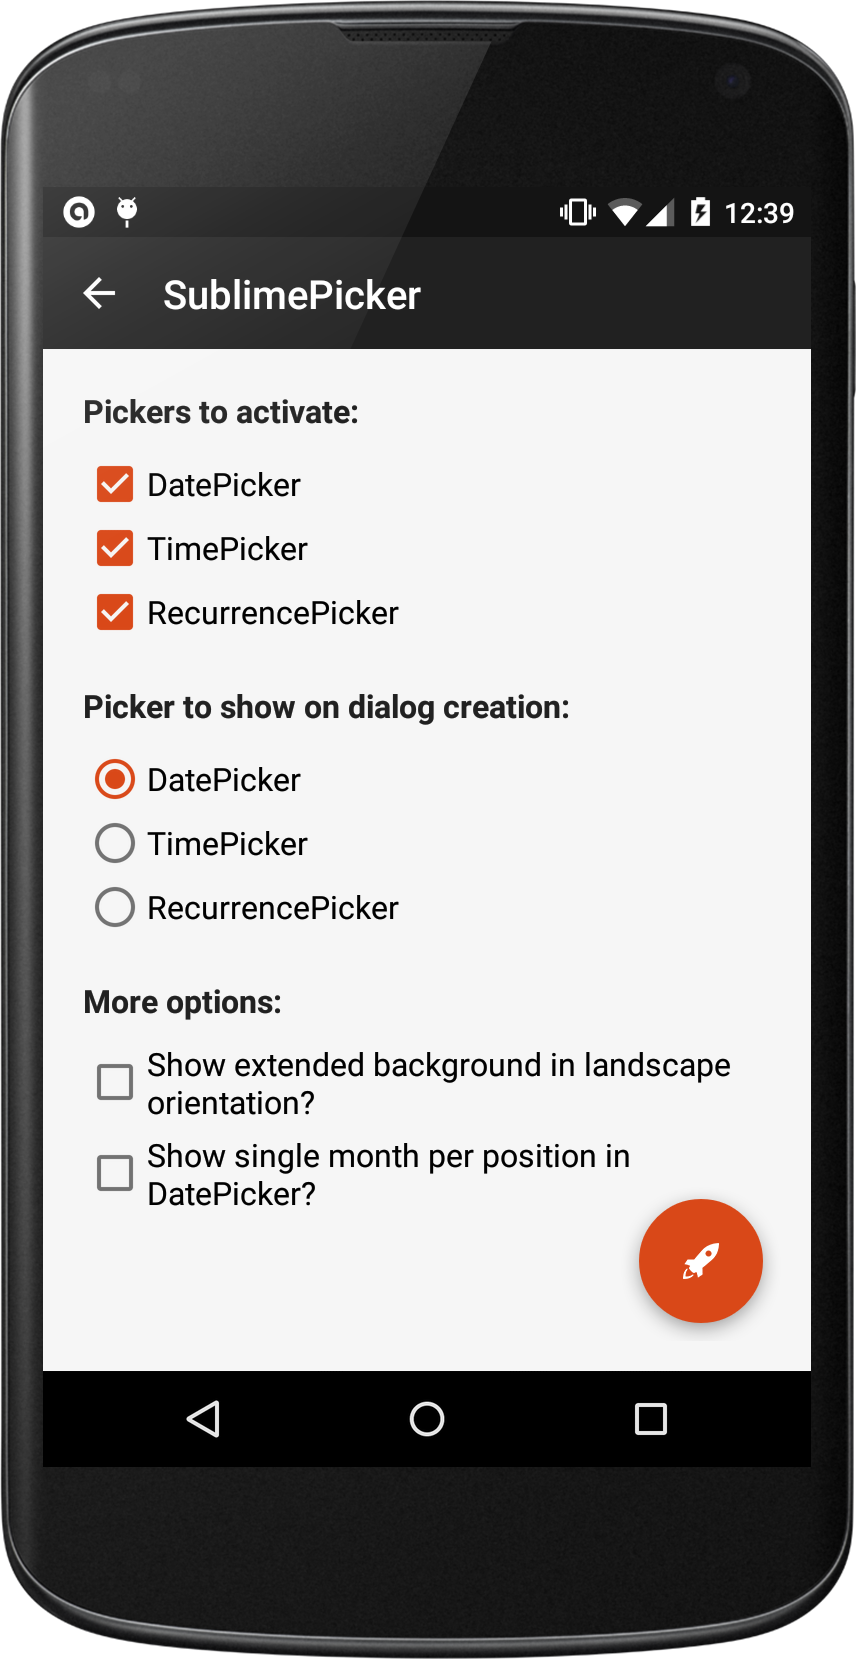 12:39
SublimePicker
Pickers to activate:
DatePicker
TimePicker
RecurrencePicker
Picker to show on dialog creation:
DatePicker
TimePicker
RecurrencePicker
More options:
Show extended background in landscape
orientation?
Show single month per position in
DatePicker?